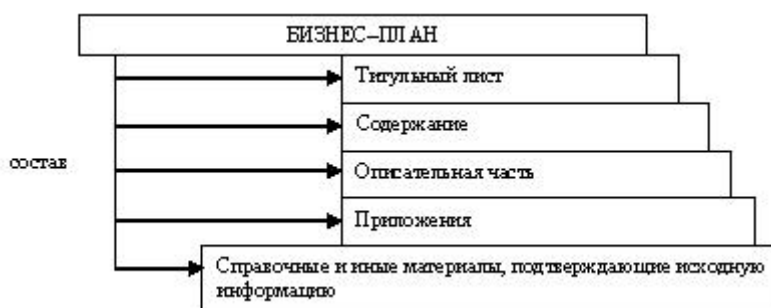 БИЗНЕС–ПЛАН
Титульный лист
Содержание
состав
Описательная часть
Приложения
Справочные и иные материалы, подтверждающие исходную
информацию